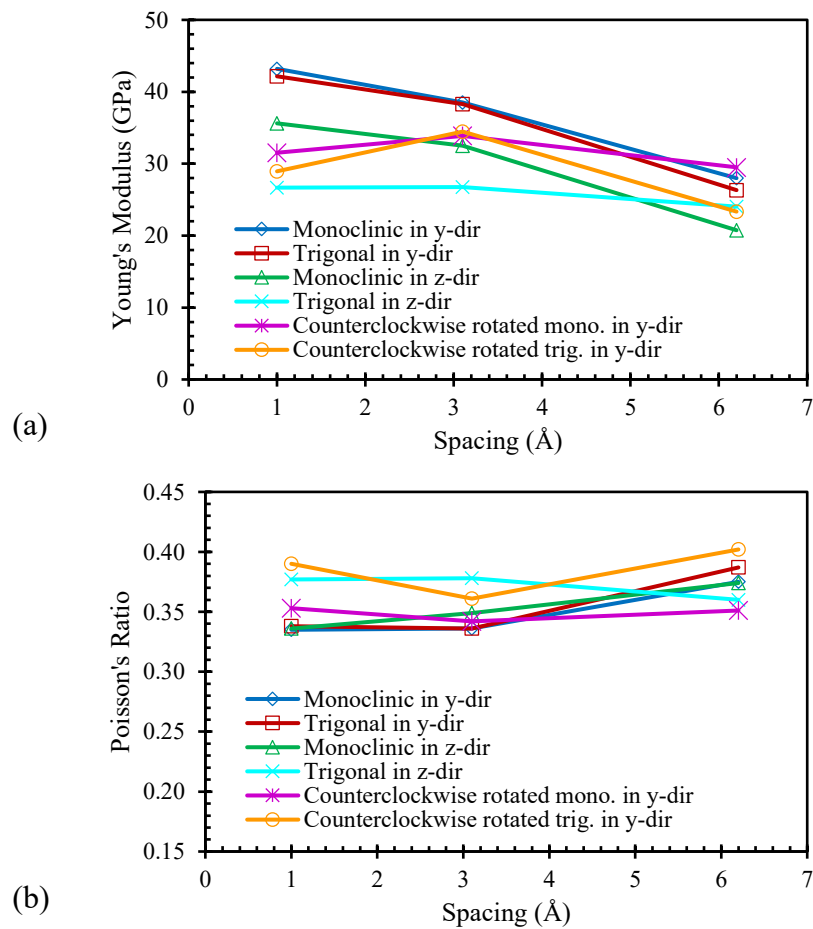 50
40
30
20
10
0
Young's Modulus (GPa)
Monoclinic in y-dir
Trigonal in y-dir
Monoclinic in z-dir
Trigonal in z-dir
Counterclockwise rotated mono. in y-dir
Counterclockwise rotated trig. in y-dir
0 1 2 3 4 5 6 7
Spacing (Å)
(a)
0.45
0.40
0.35
0.30
0.25
0.20
0.15
Poisson's Ratio
Monoclinic in y-dir
Trigonal in y-dir
Monoclinic in z-dir
Trigonal in z-dir
Counterclockwise rotated mono. in y-dir
Counterclockwise rotated trig. in y-dir
0 1 2 3 4 5 6 7
Spacing (Å)
(b)